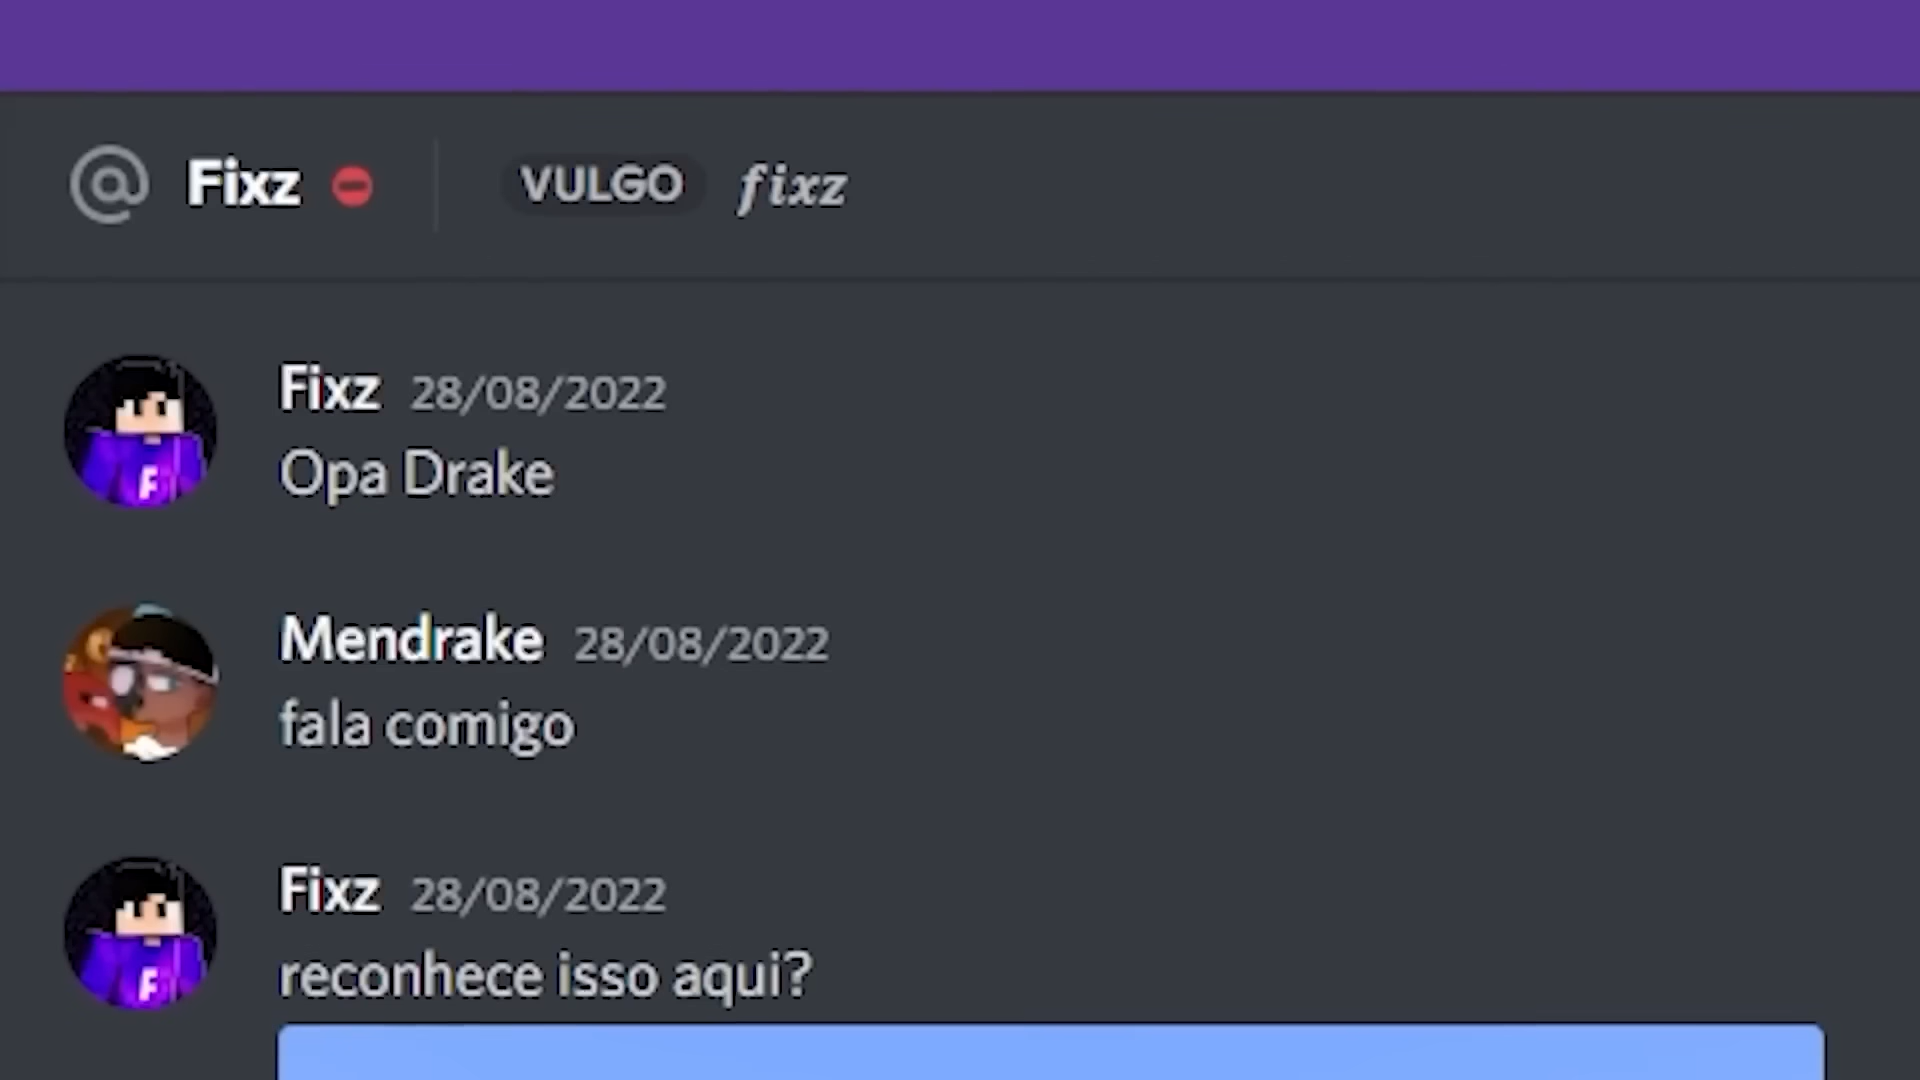 @ Fixz VULGO fixz
Fixz 28/08/2022
Opa Drake
Mendrake 28/08/2022
fala comigo
Fixz 28/08/2022
reconhece isso aqui?